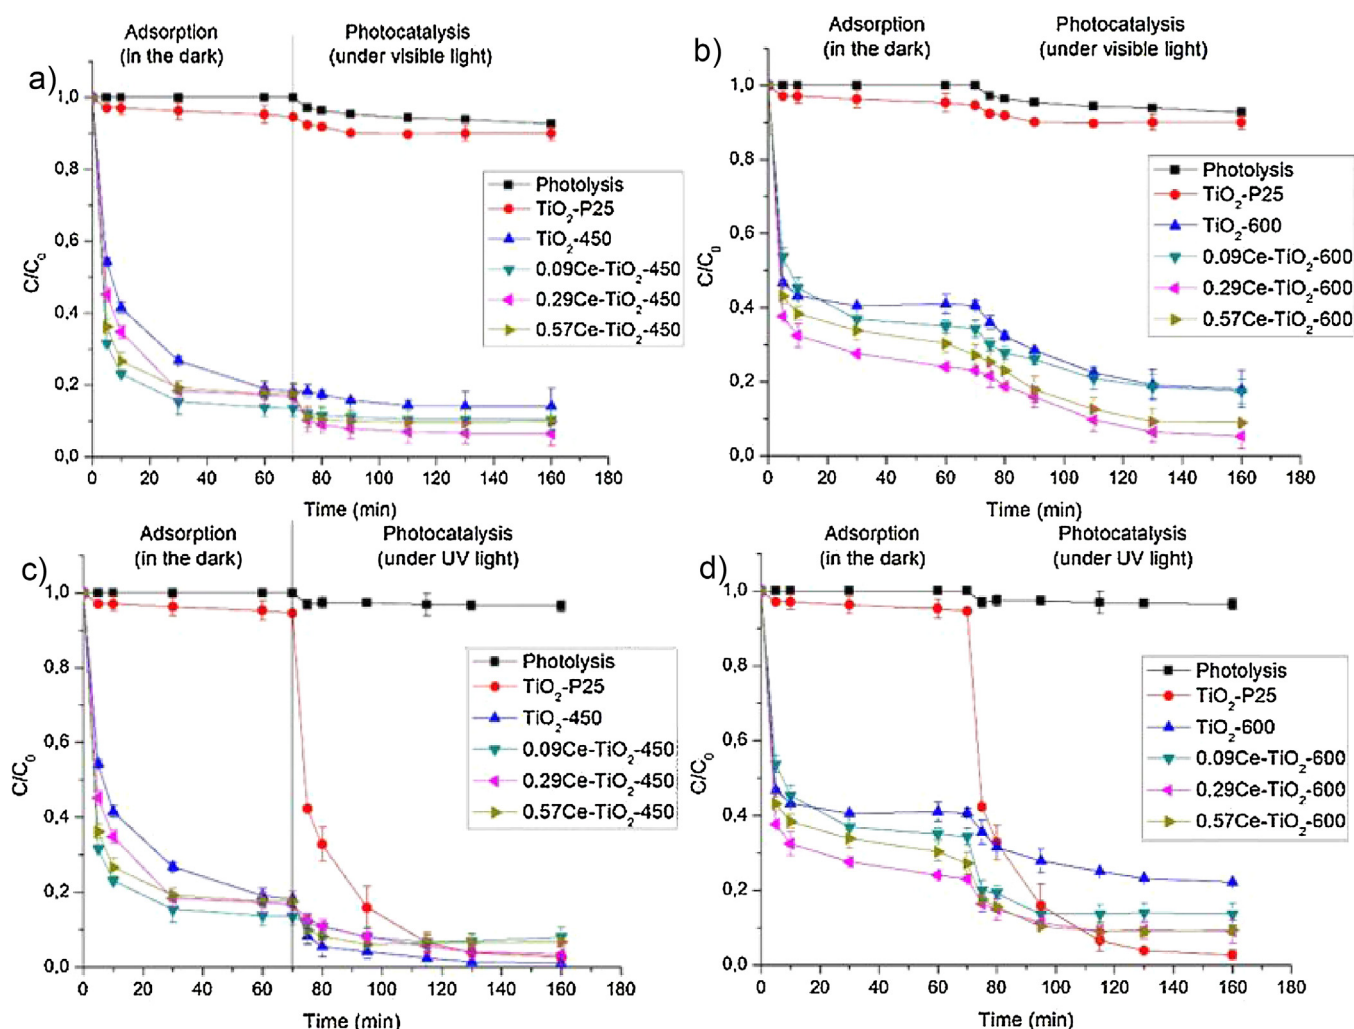 a)
Adsorption
(in the dark)
Photocatalysis
(under visible light)
1,0
0,8
0,6
0,4
0,2
0,0
C/C₀
Photolysis
TiO₂-P25
TiO₂-450
0.09Ce-TiO₂-450
0.29Ce-TiO₂-450
0.57Ce-TiO₂-450
0 20 40 60 80 100 120 140 160 180
Time (min)
b)
Adsorption
(in the dark)
Photocatalysis
(under visible light)
1,0
0,8
0,6
0,4
0,2
0,0
C/C₀
Photolysis
TiO₂-P25
TiO₂-600
0.09Ce-TiO₂-600
0.29Ce-TiO₂-600
0.57Ce-TiO₂-600
0 20 40 60 80 100 120 140 160 180
Time (min)
c)
Adsorption
(in the dark)
Photocatalysis
(under UV light)
1,0
0,8
0,6
0,4
0,2
0,0
C/C₀
Photolysis
TiO₂-P25
TiO₂-450
0.09Ce-TiO₂-450
0.29Ce-TiO₂-450
0.57Ce-TiO₂-450
0 20 40 60 80 100 120 140 160 180
Time (min)
d)
Adsorption
(in the dark)
Photocatalysis
(under UV light)
1,0
0,8
0,6
0,4
0,2
0,0
C/C₀
Photolysis
TiO₂-P25
TiO₂-600
0.09Ce-TiO₂-600
0.29Ce-TiO₂-600
0.57Ce-TiO₂-600
0 20 40 60 80 100 120 140 160 180
Time (min)